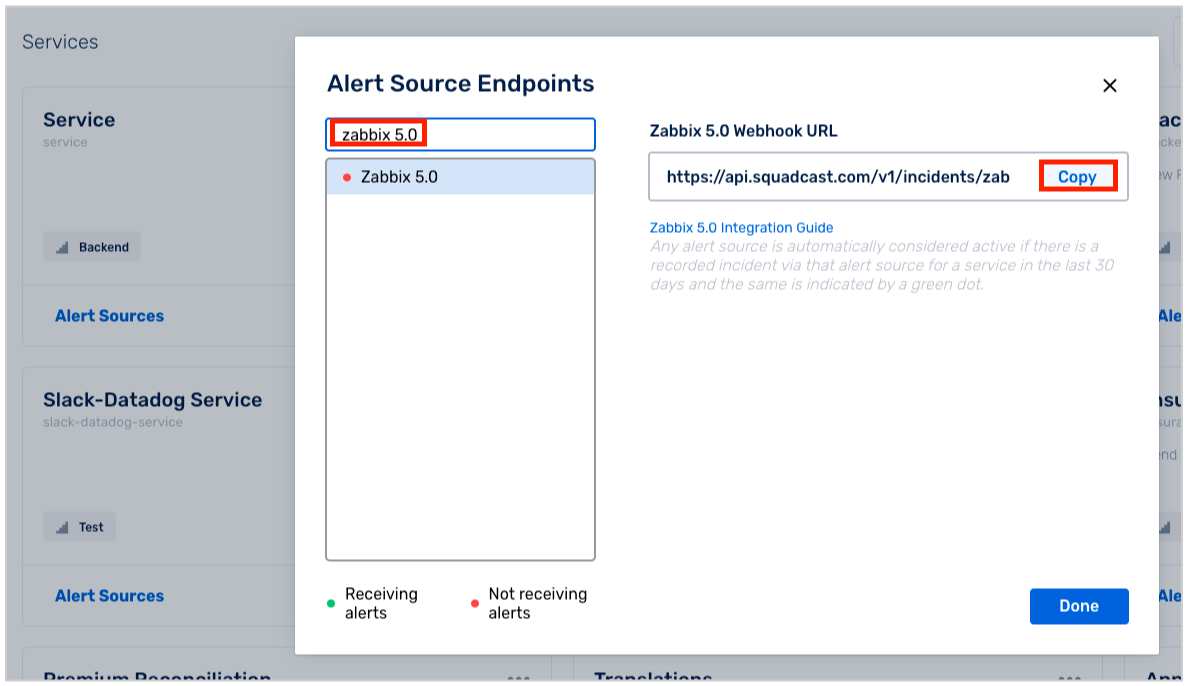 Services
Service
service
Backend
Alert Sources
Slack-Datadog Service
slack-datadog-service
Test
Alert Sources
Alert Source Endpoints
zabbix 5.0
Zabbix 5.0
Receiving
alerts
Not receiving
alerts
Zabbix 5.0 Webhook URL
https://api.squadcast.com/v1/incidents/zab
Copy
Zabbix 5.0 Integration Guide
Any alert source is automatically considered active if there is a
recorded incident via that alert source for a service in the last 30
days and the same is indicated by a green dot.
Done
Premium Reconciliation
Translations